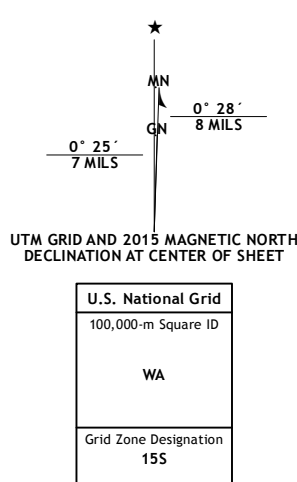 ★
MN
0° 28´
8 MILS
GN
0° 25´
7 MILS
UTM GRID AND 2015 MAGNETIC NORTH
DECLINATION AT CENTER OF SHEET
U.S. National Grid
100,000-m Square ID
WA
Grid Zone Designation
15S